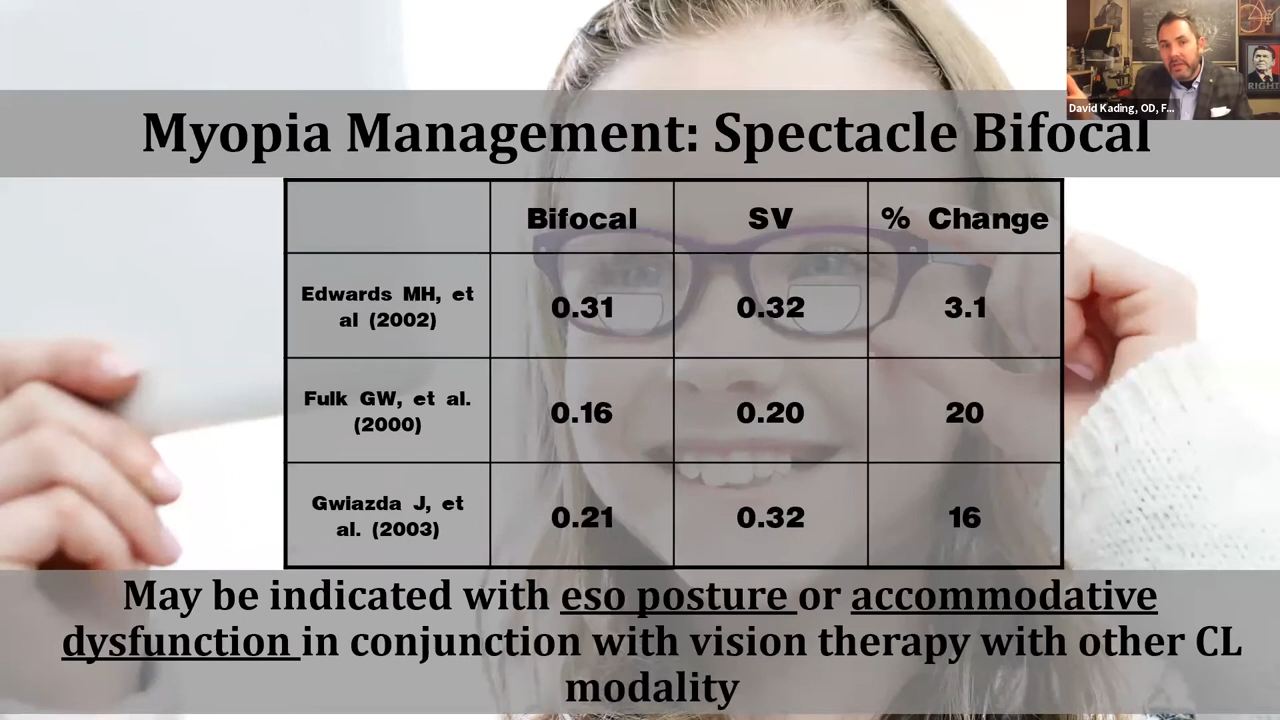 David Kading, OD, F...
RIGHT
Myopia Management: Spectacle Bifocal
Bifocal
SV
% Change
Edwards MH, et
al (2002)
0.31
0.32
3.1
Fulk GW, et al.
(2000)
0.16
0.20
20
Gwiazda J, et
al. (2003)
0.21
0.32
16
May be indicated with eso posture or accommodative
dysfunction in conjunction with vision therapy with other CL
modality